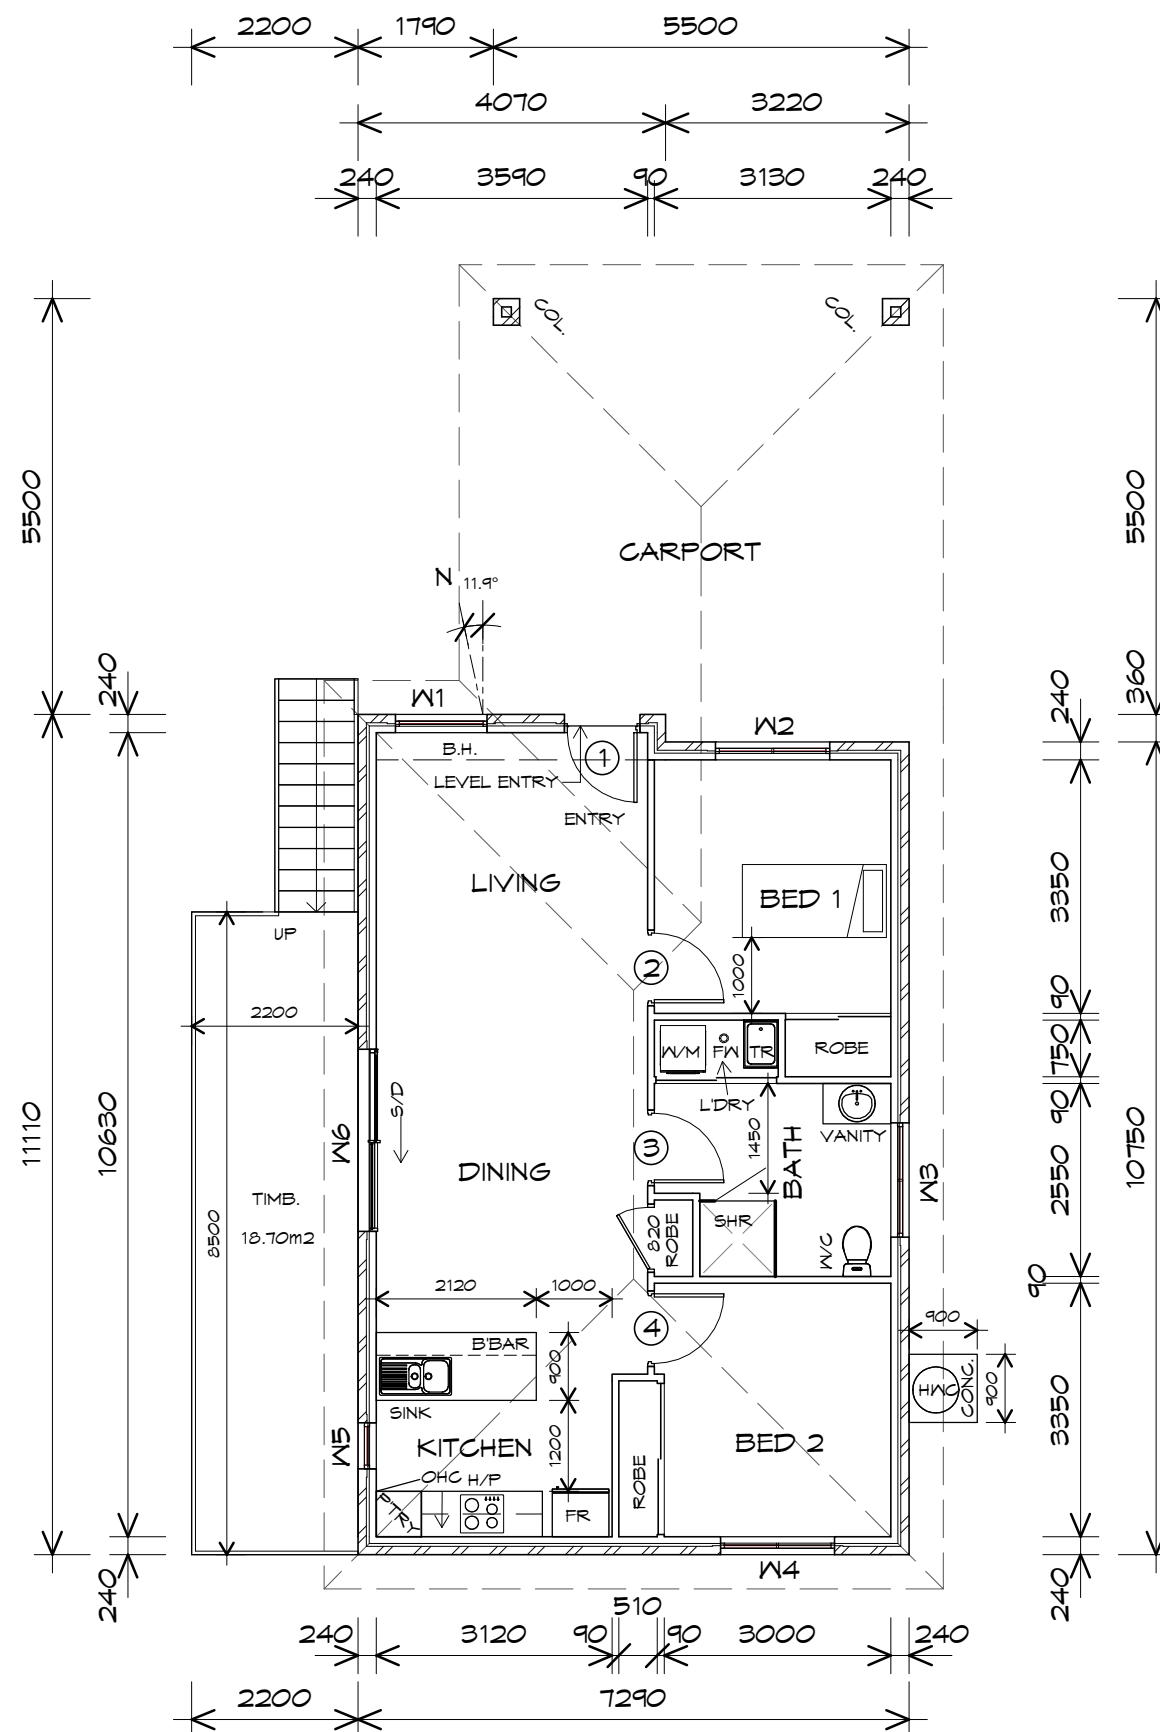 2200 1790 5500
4070 3220
240 3590 90 3130 240
COL. COL.
5500 5500
CARPORT
N 11.9°
240 W1 240 360
W2
B.H.
1
LEVEL ENTRY
ENTRY
LIVING
BED 1
3350
UP
2
1000
90
2200
W/M FW TR ROBE
750
L'DRY
S/D
90
VANITY
11110 10630 W6
3
1450
BATH
W3
2550
10750
DINING
TIMB.
18.70m2
8500
820
ROBE
SHR
W/C
90
2120 1000
4
900
B'BAR
900
HWC
CONC.
900
SINK
3350
W5
KITCHEN
1200
BED 2
OHC H/P
P'TRY
FR
ROBE
W4
240 240
510
240 3120 90 90 3000 240
2200 7290